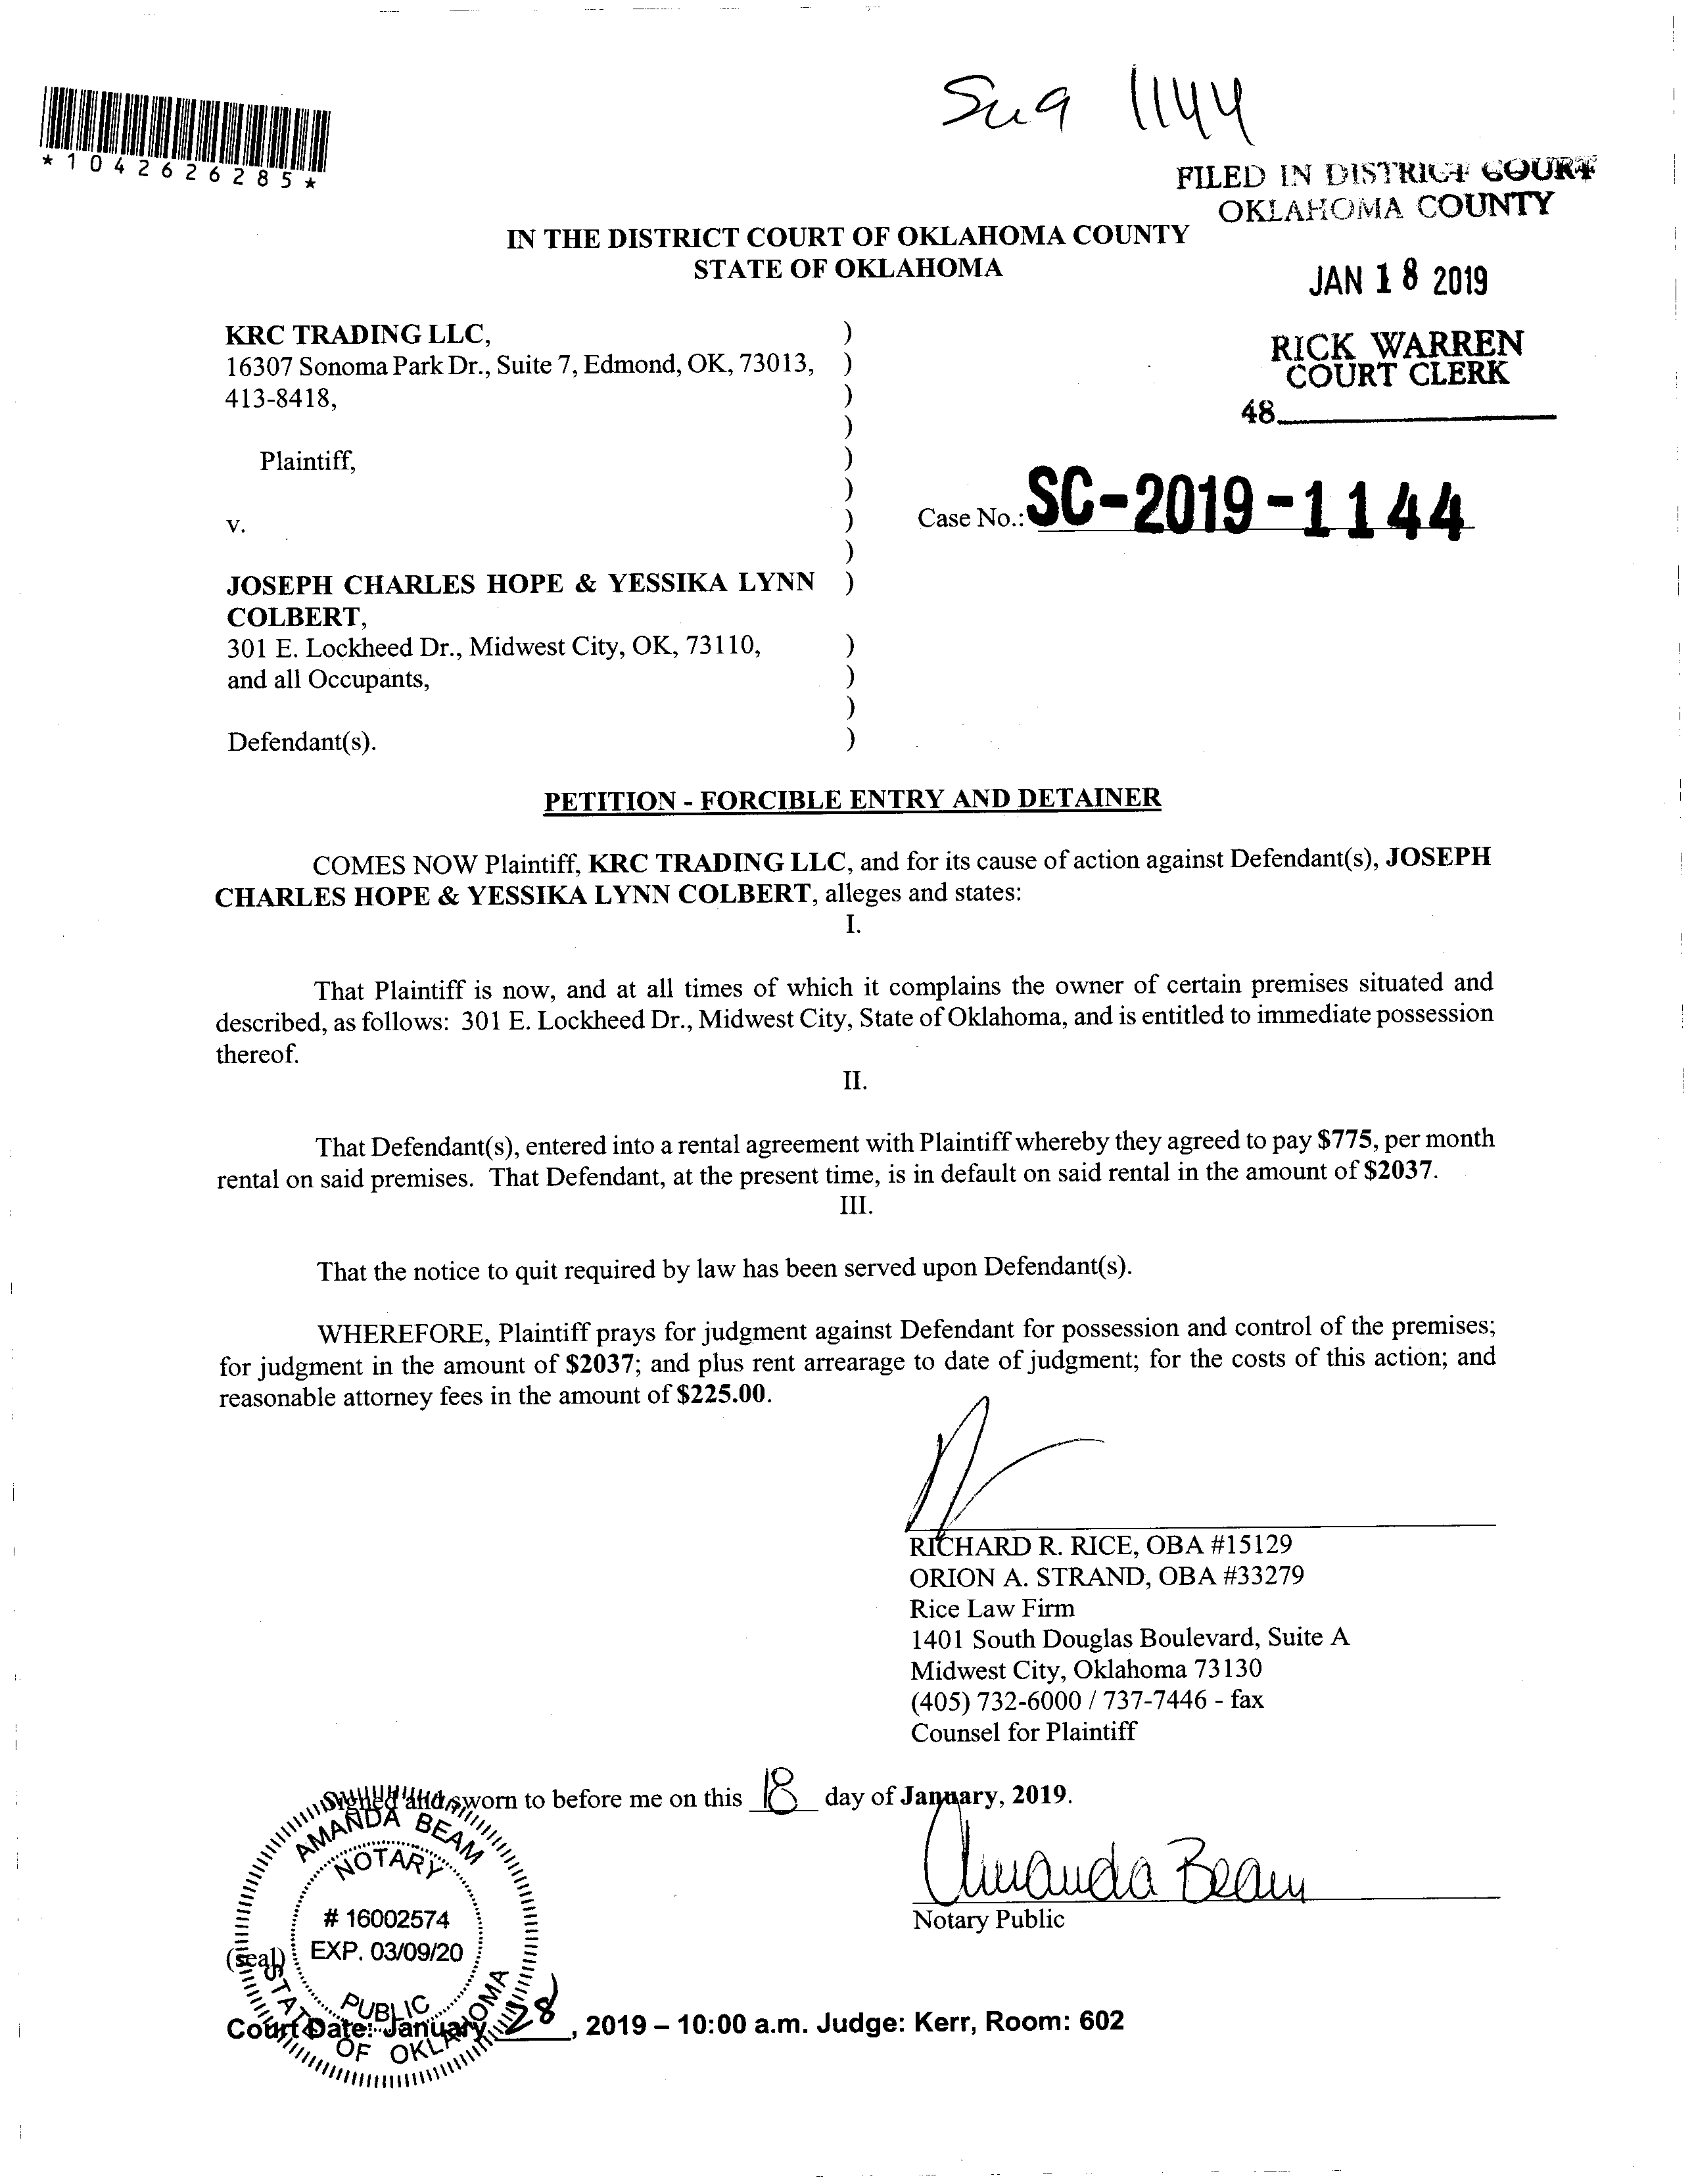 Su9 1144
*1042626285*
FILED IN DISTRICT COURT
OKLAHOMA COUNTY
IN THE DISTRICT COURT OF OKLAHOMA COUNTY
STATE OF OKLAHOMA
JAN 18 2019
RICK WARREN
COURT CLERK
48
KRC TRADING LLC, )
16307 Sonoma Park Dr., Suite 7, Edmond, OK, 73013, )
413-8418, )
)
Plaintiff, )
)
v. ) Case No.: SC-2019-1144
)
JOSEPH CHARLES HOPE & YESSIKA LYNN )
COLBERT,
301 E. Lockheed Dr., Midwest City, OK, 73110, )
and all Occupants, )
)
Defendant(s). )
PETITION - FORCIBLE ENTRY AND DETAINER
COMES NOW Plaintiff, KRC TRADING LLC, and for its cause of action against Defendant(s), JOSEPH
CHARLES HOPE & YESSIKA LYNN COLBERT, alleges and states:
I.
That Plaintiff is now, and at all times of which it complains the owner of certain premises situated and
described, as follows: 301 E. Lockheed Dr., Midwest City, State of Oklahoma, and is entitled to immediate possession
thereof.
II.
That Defendant(s), entered into a rental agreement with Plaintiff whereby they agreed to pay $775, per month
rental on said premises. That Defendant, at the present time, is in default on said rental in the amount of $2037.
III.
That the notice to quit required by law has been served upon Defendant(s).
WHEREFORE, Plaintiff prays for judgment against Defendant for possession and control of the premises;
for judgment in the amount of $2037; and plus rent arrearage to date of judgment; for the costs of this action; and
reasonable attorney fees in the amount of $225.00.
RICHARD R. RICE, OBA #15129
ORION A. STRAND, OBA #33279
Rice Law Firm
1401 South Douglas Boulevard, Suite A
Midwest City, Oklahoma 73130
(405) 732-6000 / 737-7446 - fax
Counsel for Plaintiff
Signed and sworn to before me on this 18 day of January, 2019.
Amanda Beam
Notary Public
AMANDA BEAM
NOTARY
# 16002574
EXP. 03/09/20
PUBLIC
STATE OF OKLAHOMA
(seal)
Court Date: January 28, 2019 – 10:00 a.m. Judge: Kerr, Room: 602